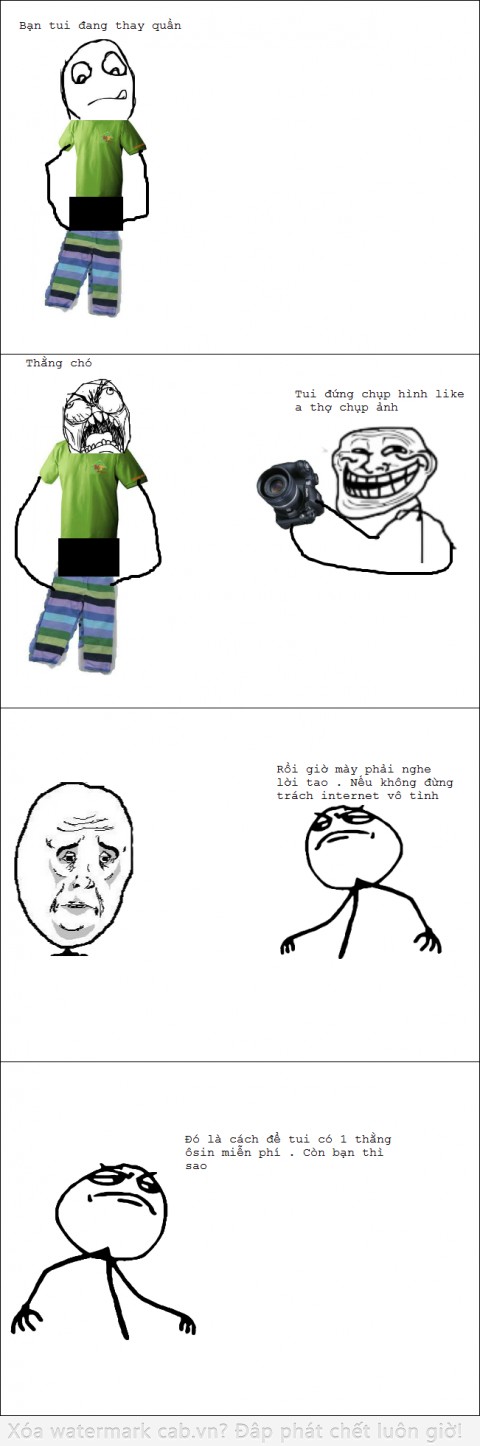 Bạn tui đang thay quần
Thằng chó
Tui đứng chụp hình like
a thợ chụp ảnh
Rồi giờ mày phải nghe
lời tao . Nếu không đừng
trách internet vô tình
Đó là cách để tui có 1 thằng
ôsin miễn phí . Còn bạn thì
sao
Xóa watermark cab.vn? Đập phát chết luôn giờ!